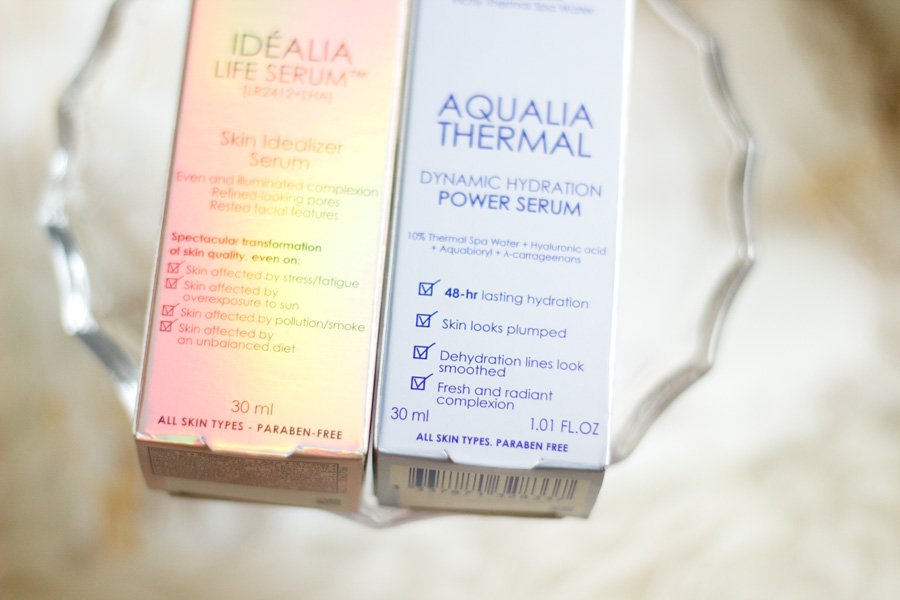 IDÉALIA
LIFE SERUM™
[LR2412+LHA]
Skin Idealizer
Serum
Even and illuminated complexion
Refined-looking pores
Rested facial features
Spectacular transformation
of skin quality, even on:
Skin affected by stress/fatigue
Skin affected by
overexposure to sun
Skin affected by pollution/smoke
Skin affected by
an unbalanced diet
30 ml
ALL SKIN TYPES - PARABEN-FREE
Vichy Thermal Spa Water
AQUALIA
THERMAL
DYNAMIC HYDRATION
POWER SERUM
10% Thermal Spa Water + Hyaluronic acid
+ Aquabioryl + λ-carrageenans
48-hr lasting hydration
Skin looks plumped
Dehydration lines look
smoothed
Fresh and radiant
complexion
30 ml 1.01 FL.OZ
ALL SKIN TYPES. PARABEN FREE